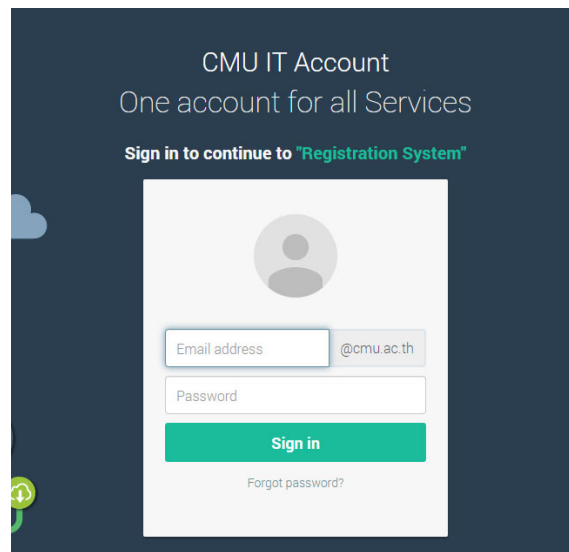 CMU IT Account
One account for all Services
Sign in to continue to "Registration System"
Email address @cmu.ac.th
Password
Sign in
Forgot password?